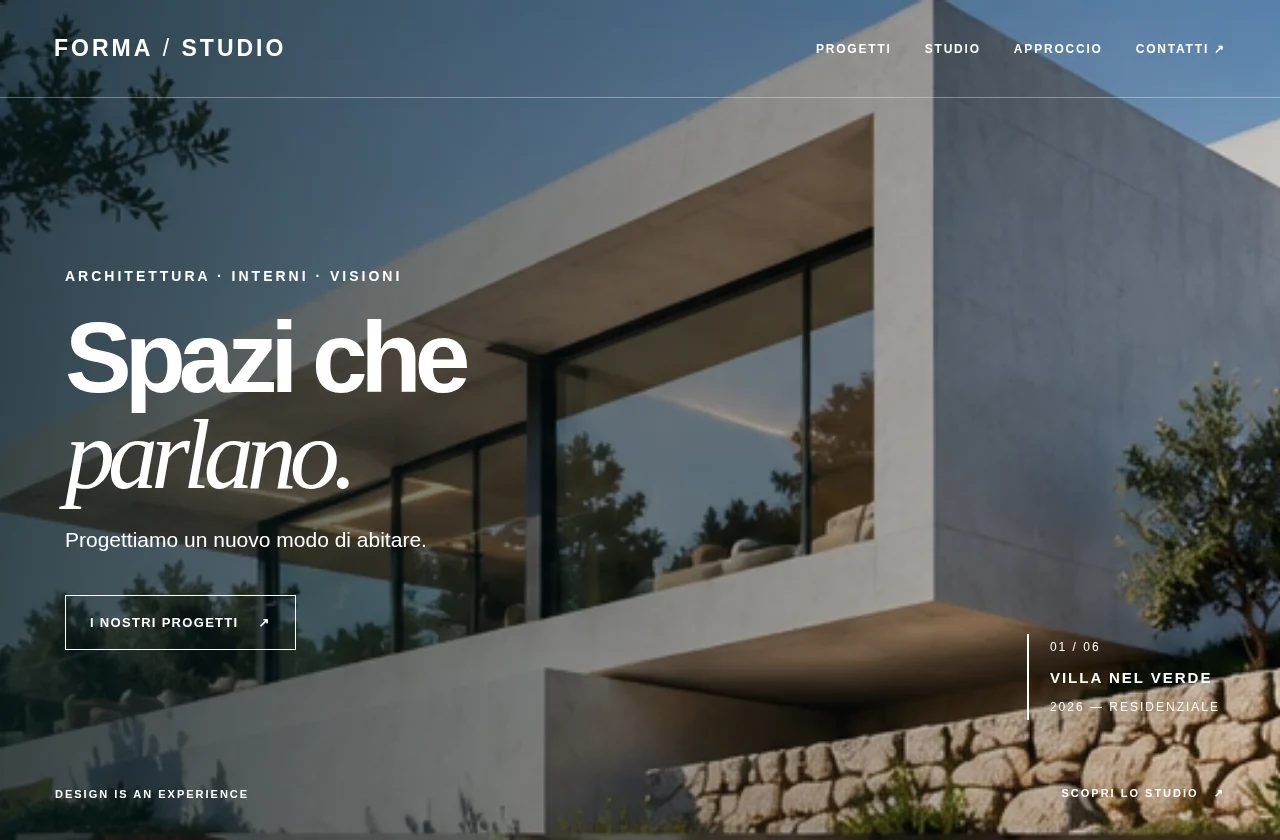 FORMA / STUDIO
PROGETTI
STUDIO
APPROCCIO
CONTATTI ↗
ARCHITETTURA · INTERNI · VISIONI
Spazi che
parlano.
Progettiamo un nuovo modo di abitare.
I NOSTRI PROGETTI ↗
01 / 06
VILLA NEL VERDE
2026 — RESIDENZIALE
DESIGN IS AN EXPERIENCE
SCOPRI LO STUDIO ↗